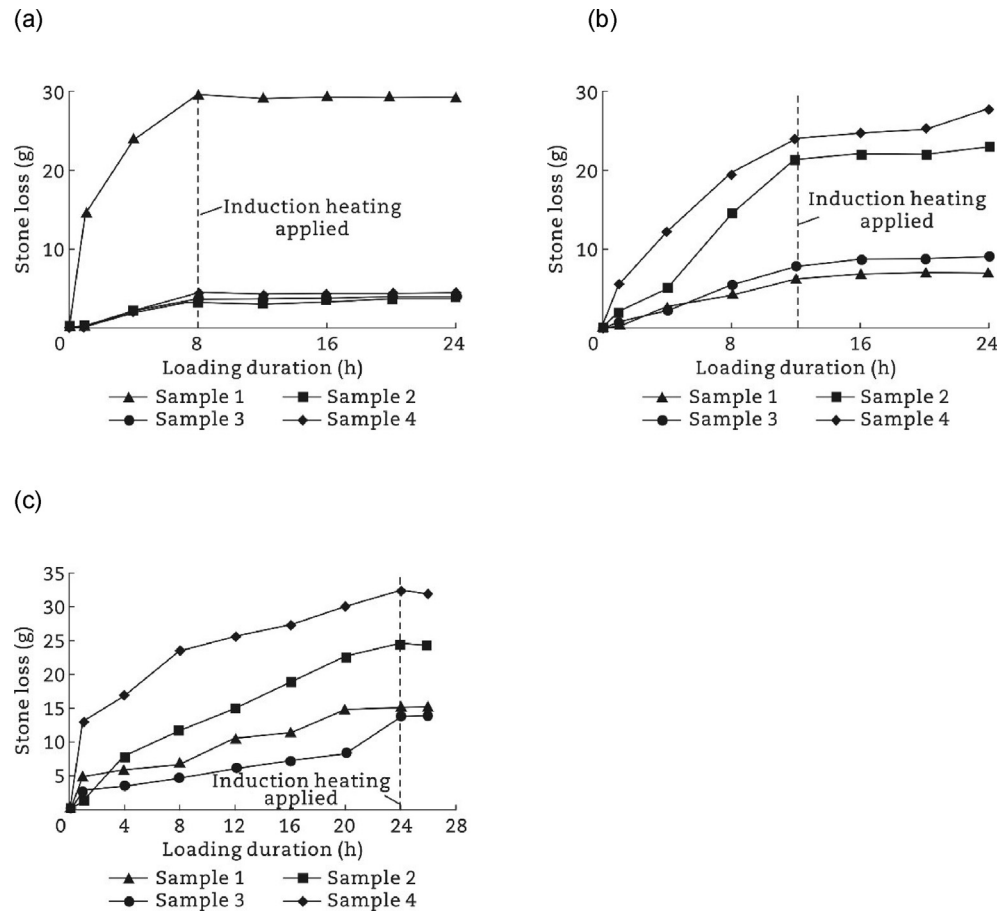 (a)
(b)
30
20
10
0
Stone loss (g)
Induction heating
applied
8
16
24
Loading duration (h)
Sample 1
Sample 2
Sample 3
Sample 4
30
20
10
0
Stone loss (g)
Induction heating
applied
8
16
24
Loading duration (h)
Sample 1
Sample 2
Sample 3
Sample 4
(c)
35
30
25
20
15
10
5
0
Stone loss (g)
Induction heating
applied
4
8
12
16
20
24
28
Loading duration (h)
Sample 1
Sample 2
Sample 3
Sample 4